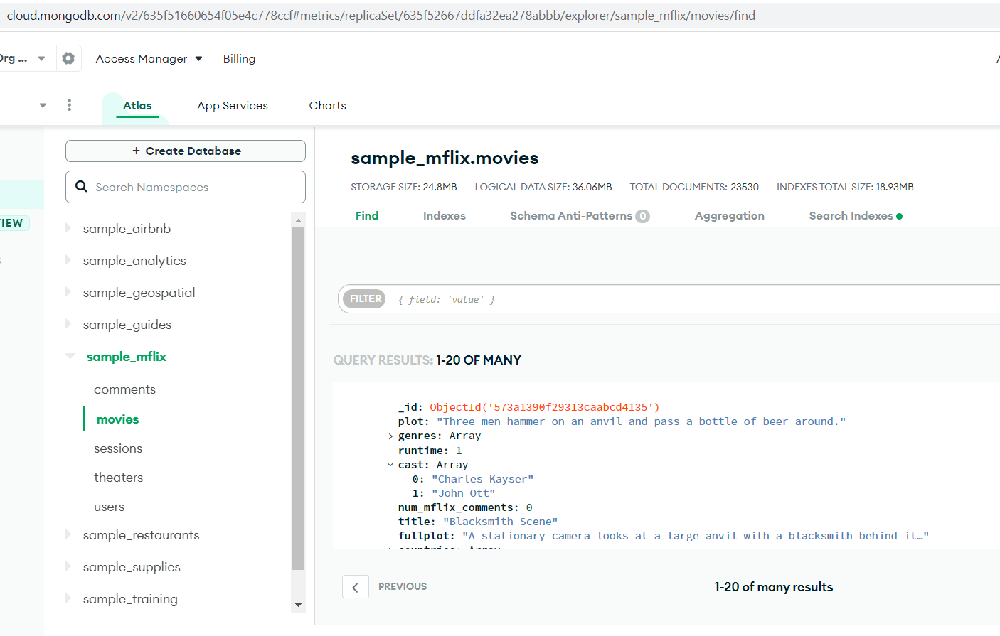 cloud.mongodb.com/v2/635f51660654f05e4c778ccf#metrics/replicaSet/635f52667ddfa32ea278abbb/explorer/sample_mflix/movies/find
Org ...
Access Manager
Billing
Atlas
App Services
Charts
+ Create Database
Search Namespaces
IEW
sample_airbnb
sample_analytics
sample_geospatial
sample_guides
sample_mflix
comments
movies
sessions
theaters
users
sample_restaurants
sample_supplies
sample_training
sample_mflix.movies
STORAGE SIZE: 24.8MB LOGICAL DATA SIZE: 36.06MB TOTAL DOCUMENTS: 23530 INDEXES TOTAL SIZE: 18.93MB
Find Indexes Schema Anti-Patterns 0 Aggregation Search Indexes
FILTER { field: 'value' }
QUERY RESULTS: 1-20 OF MANY
_id: ObjectId('573a1390f29313caabcd4135')
plot: "Three men hammer on an anvil and pass a bottle of beer around."
genres: Array
runtime: 1
cast: Array
0: "Charles Kayser"
1: "John Ott"
num_mflix_comments: 0
title: "Blacksmith Scene"
fullplot: "A stationary camera looks at a large anvil with a blacksmith behind it…"
countries: Array
PREVIOUS
1-20 of many results